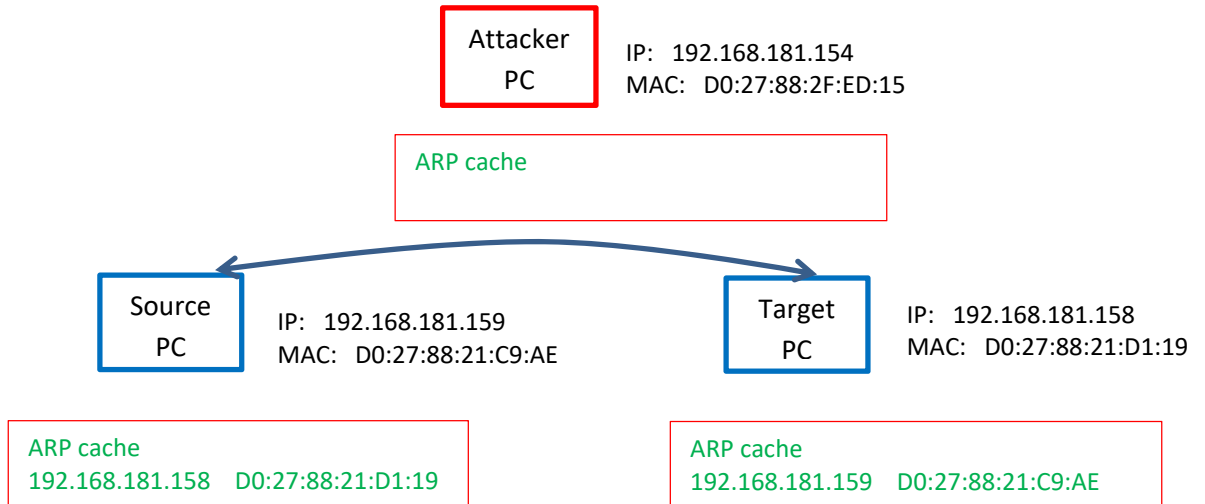 Attacker
PC
IP: 192.168.181.154
MAC: D0:27:88:2F:ED:15
ARP cache
Source
PC
IP: 192.168.181.159
MAC: D0:27:88:21:C9:AE
Target
PC
IP: 192.168.181.158
MAC: D0:27:88:21:D1:19
ARP cache
192.168.181.158 D0:27:88:21:D1:19
ARP cache
192.168.181.159 D0:27:88:21:C9:AE